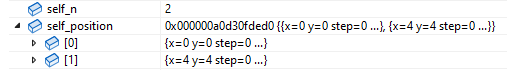 self_n 2
self_position 0x000000a0d30fded0 {{x=0 y=0 step=0 ...}, {x=4 y=4 step=0 ...}}
[0] {x=0 y=0 step=0 ...}
[1] {x=4 y=4 step=0 ...}